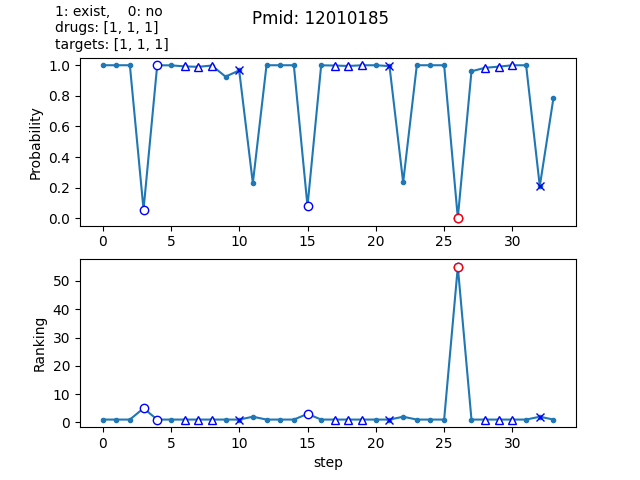 1: exist,    0: no
drugs: [1, 1, 1]
targets: [1, 1, 1]
Pmid: 12010185
Probability
1.0
0.8
0.6
0.4
0.2
0.0
0 5 10 15 20 25 30
Ranking
50
40
30
20
10
0
0 5 10 15 20 25 30
step